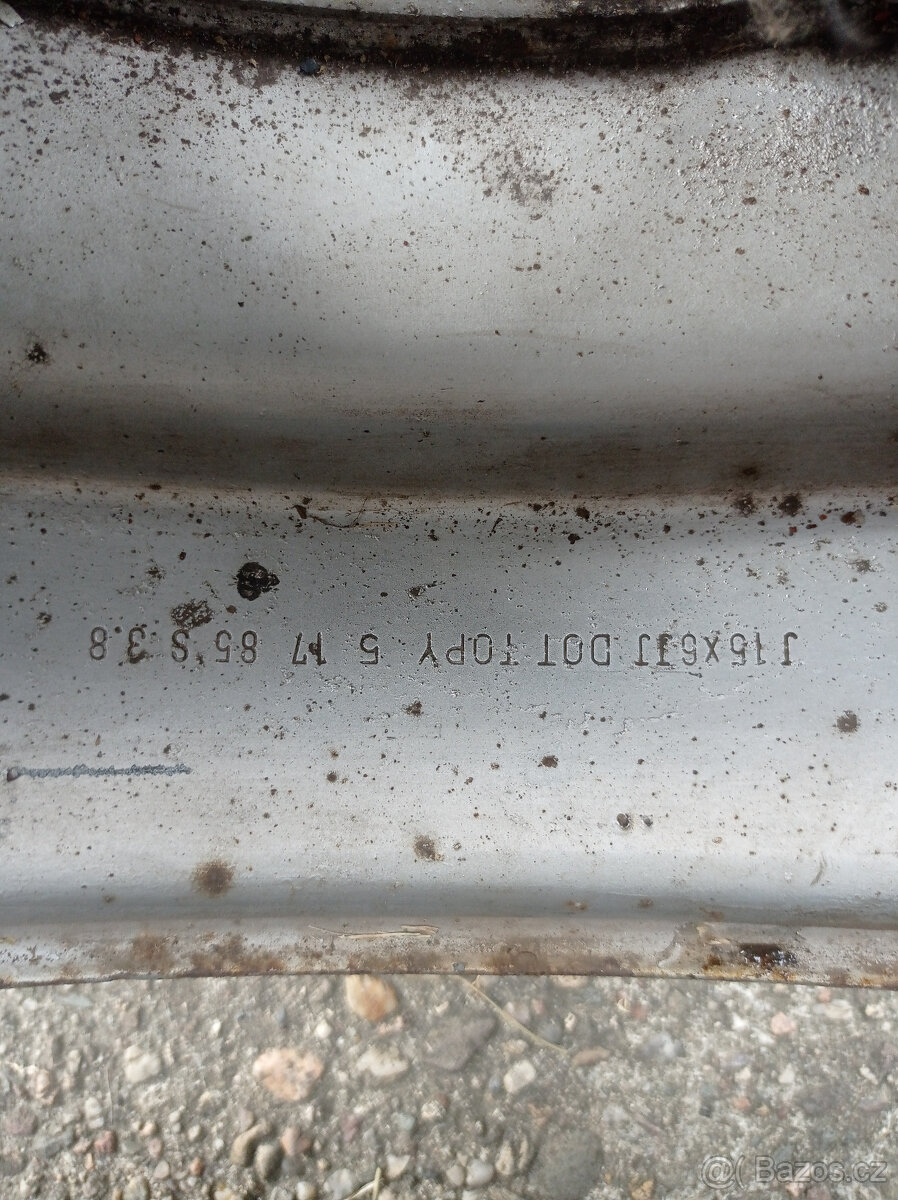 J 15X6JJ DOT TOPY 5 17 85 S 3.8
@( Bazos.cz